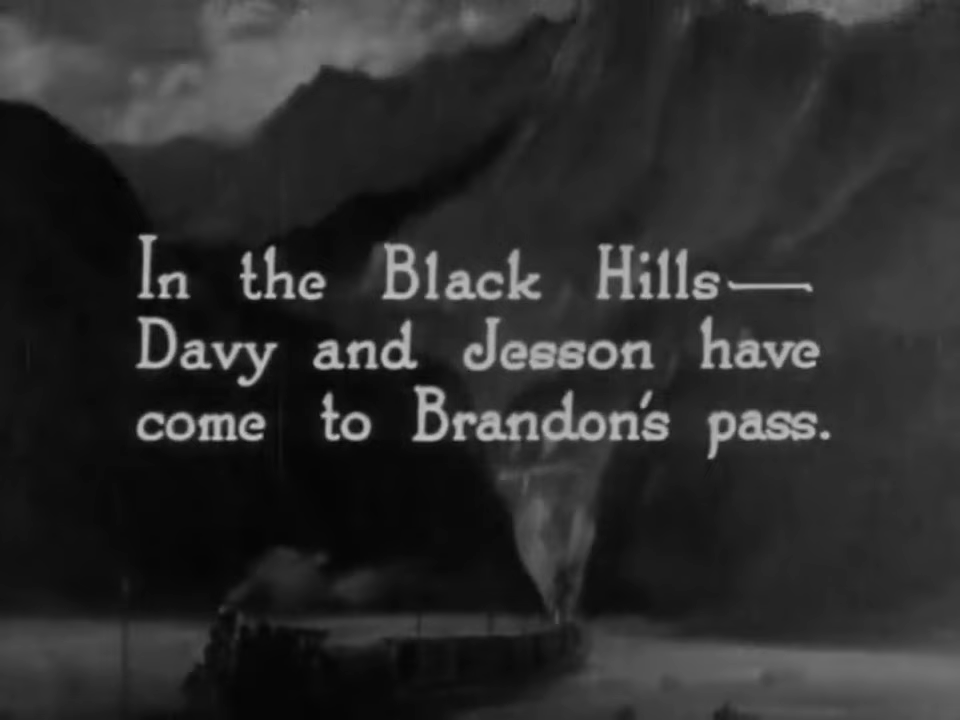 In the Black Hills—
Davy and Jesson have
come to Brandon's pass.